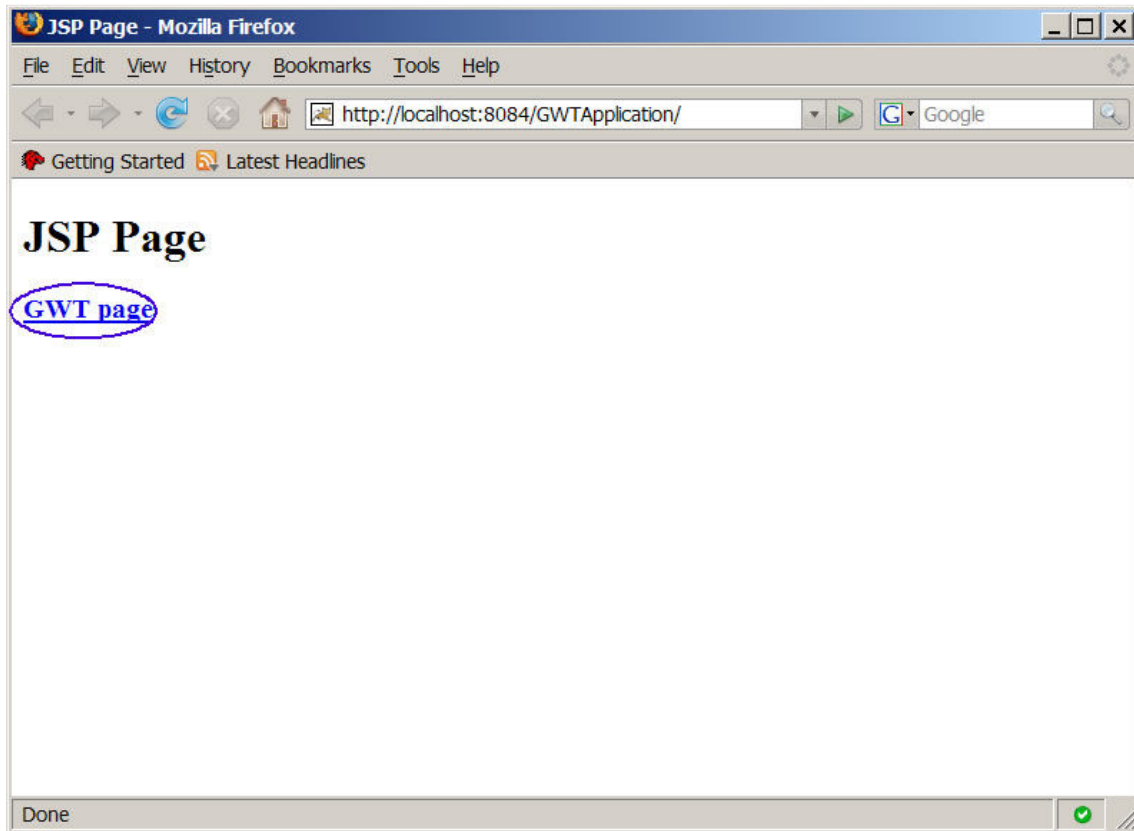 JSP Page - Mozilla Firefox
File Edit View History Bookmarks Tools Help
http://localhost:8084/GWTApplication/ G Google
Getting Started Latest Headlines
JSP Page
GWT page
Done